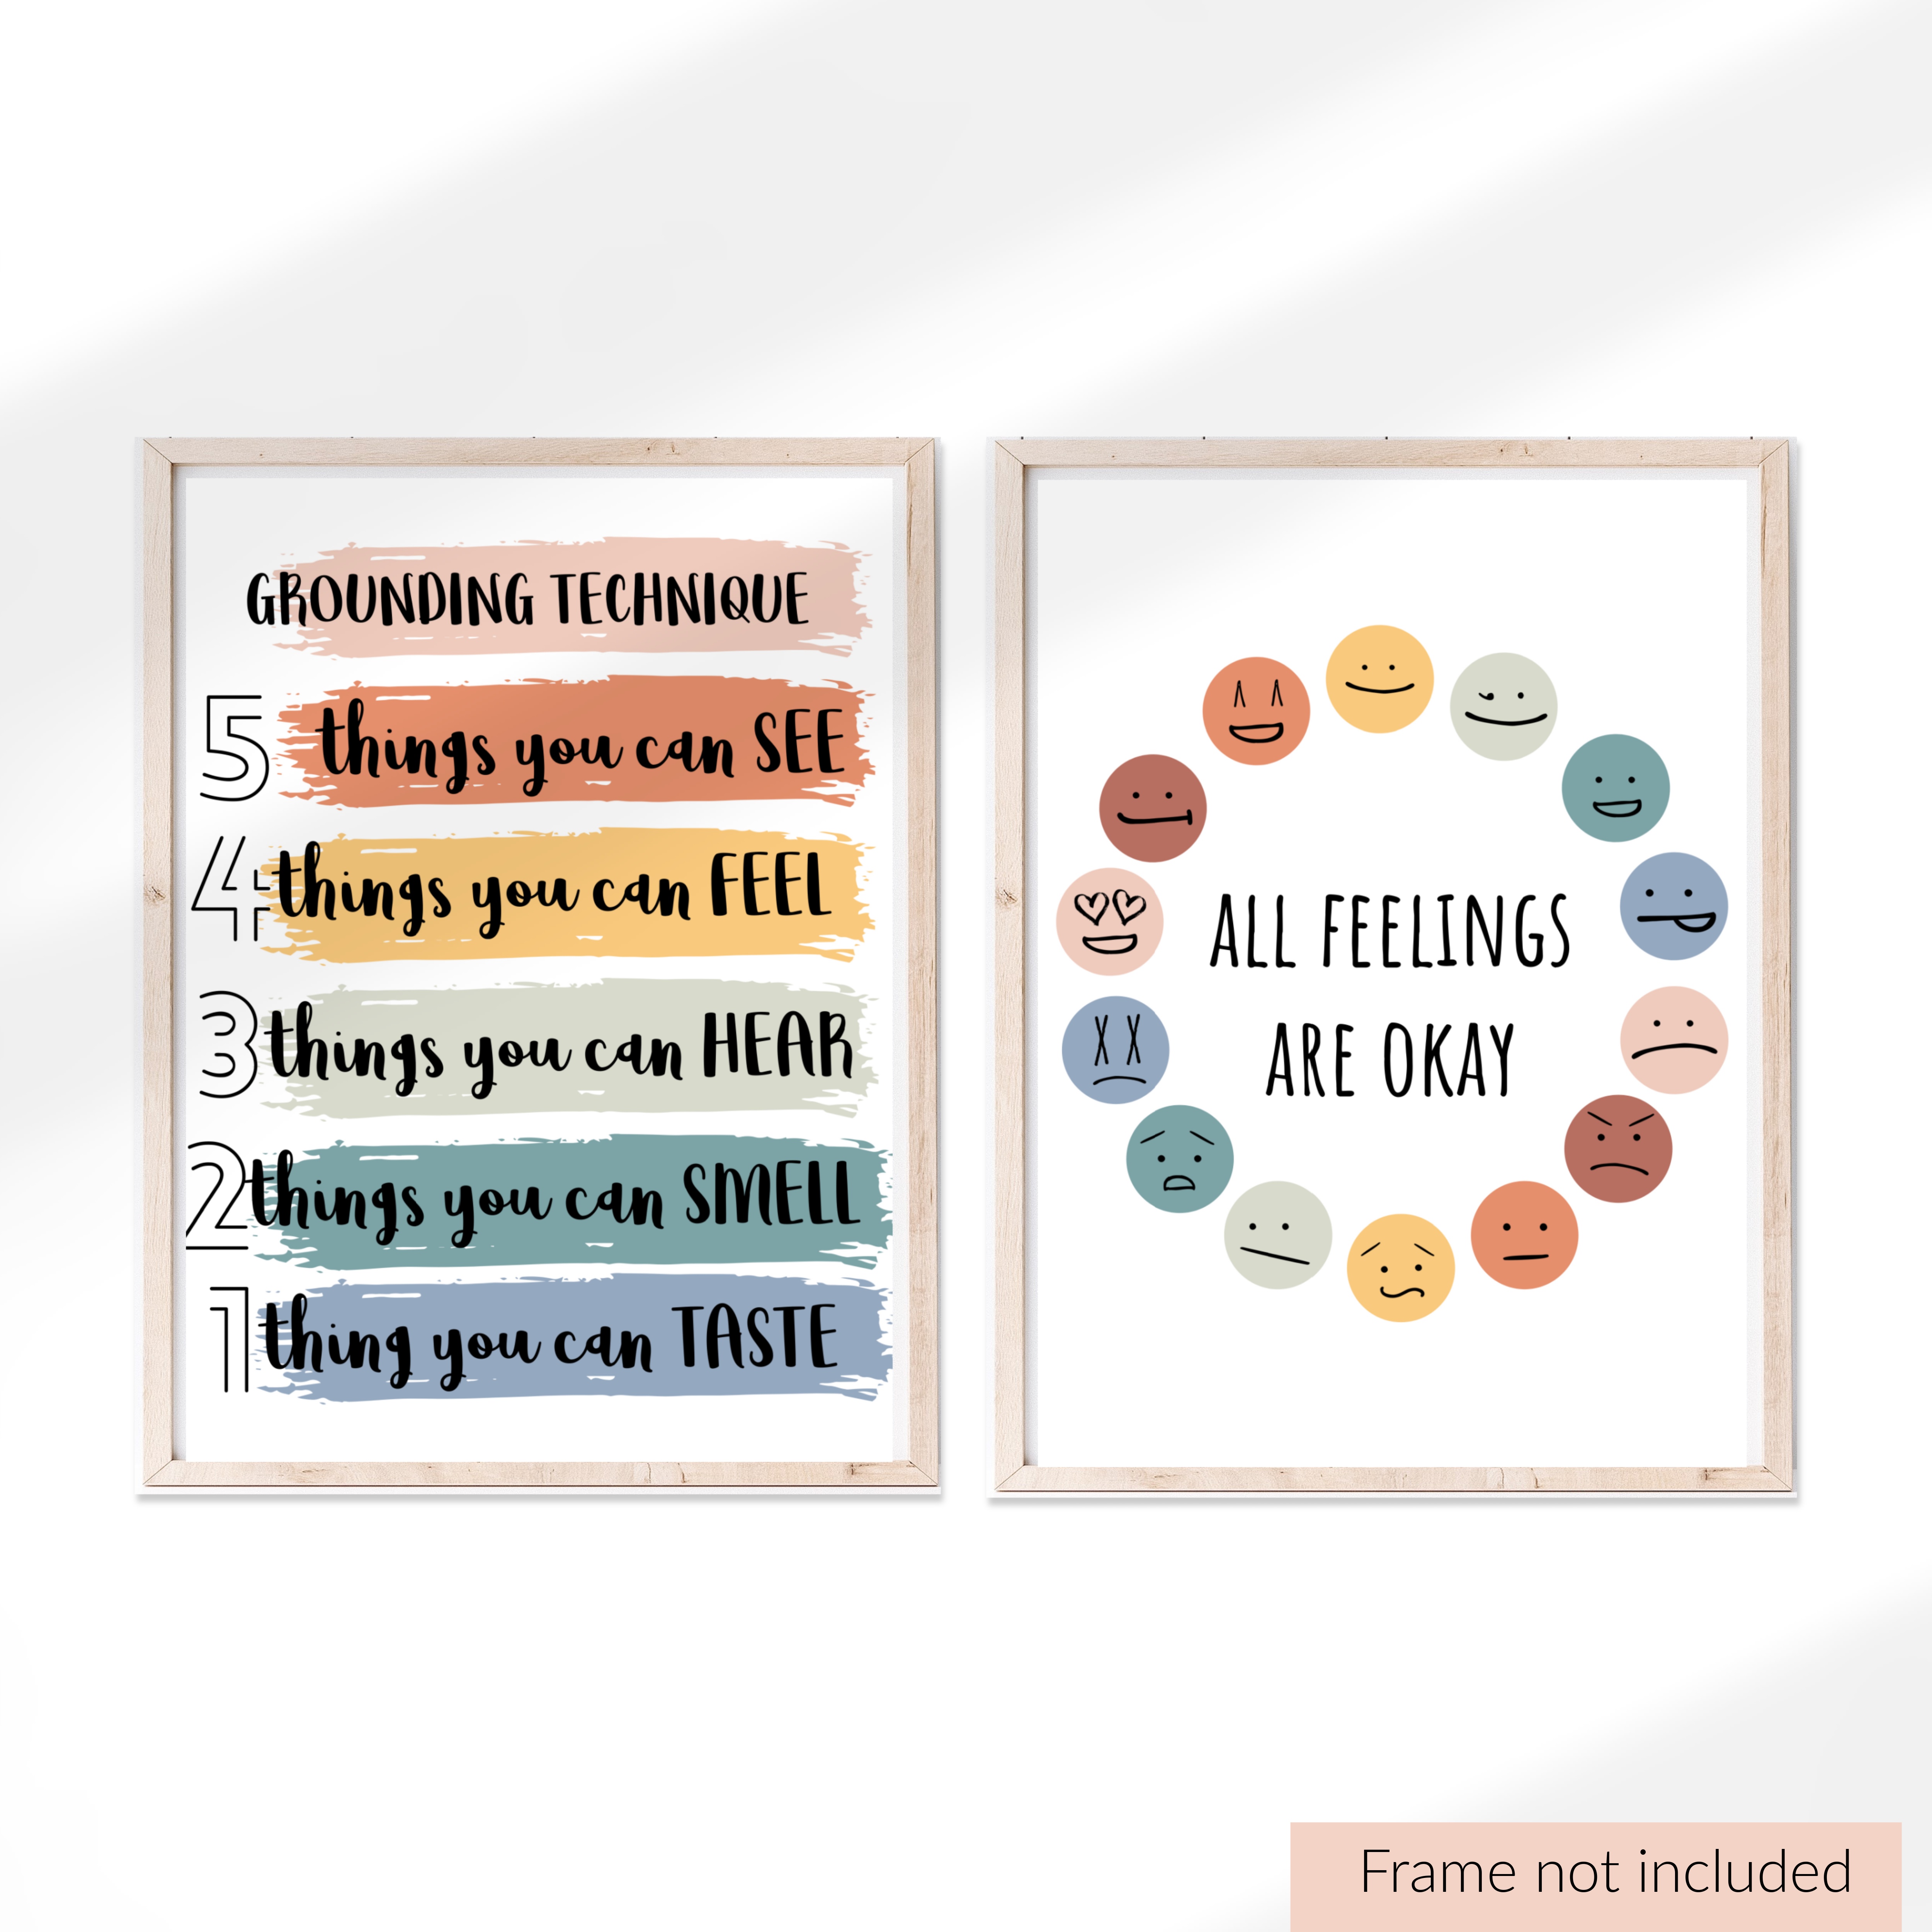 GROUNDING TECHNIQUE
5 things you can SEE
4 things you can FEEL
3 things you can HEAR
2 things you can SMELL
1 thing you can TASTE
ALL FEELINGS
ARE OKAY
Frame not included